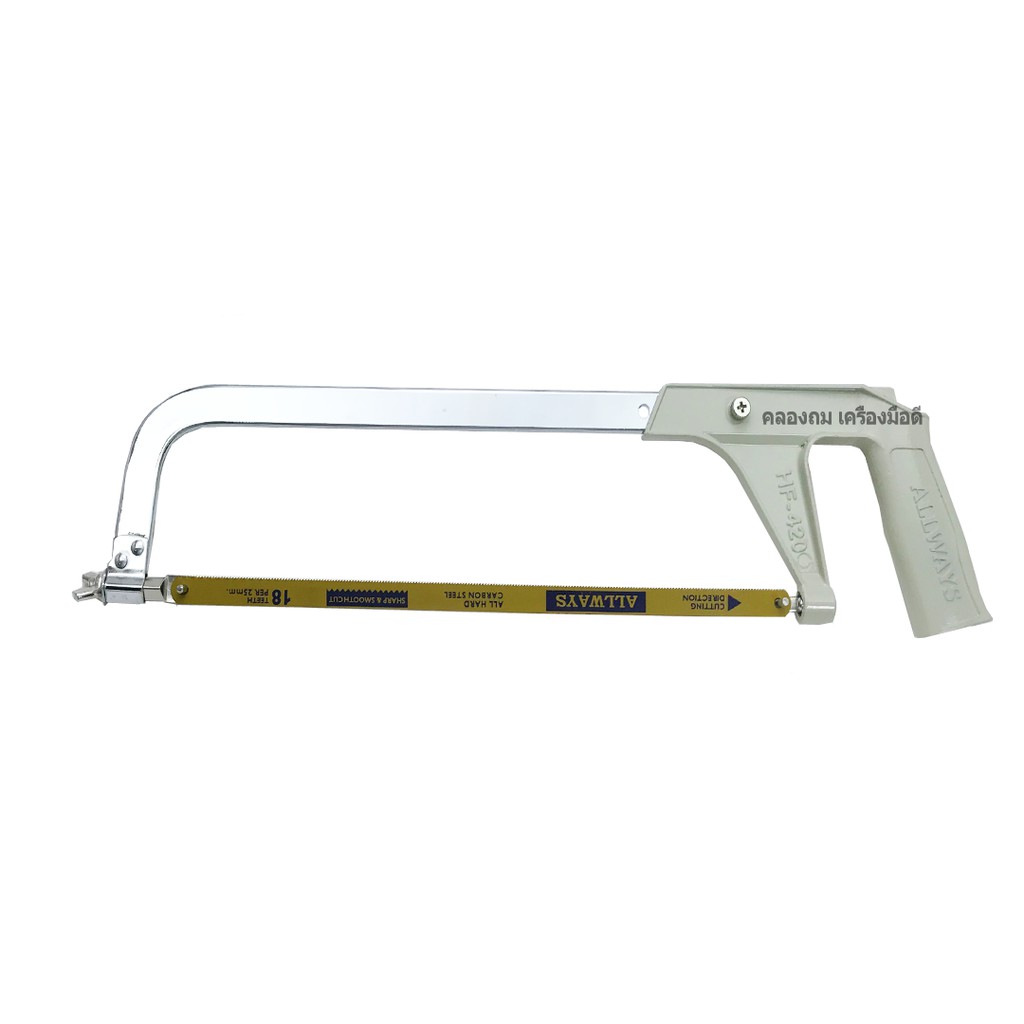 คลองถม เครื่องมือดี
HF-420
ALLWAYS
CUTTING
DIRECTION
ALLWAYS
ALL HARD
CARBON STEEL
SHARP & SMOOTH CUT
18 TEETH
PER 25mm.